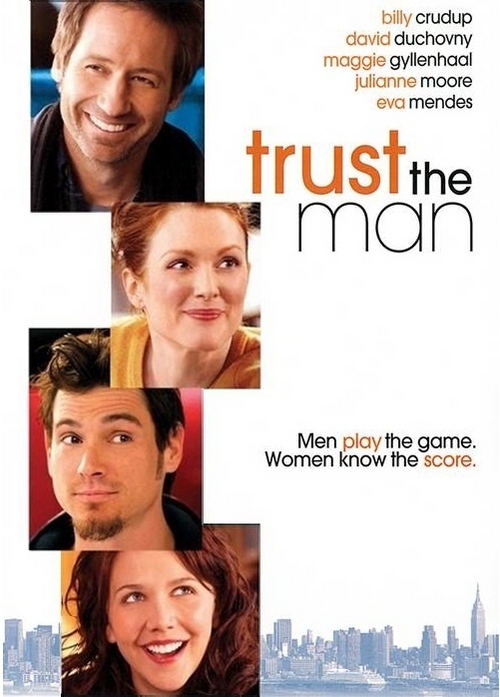 billy crudup
david duchovny
maggie gyllenhaal
julianne moore
eva mendes
trust the
man
Men play the game.
Women know the score.